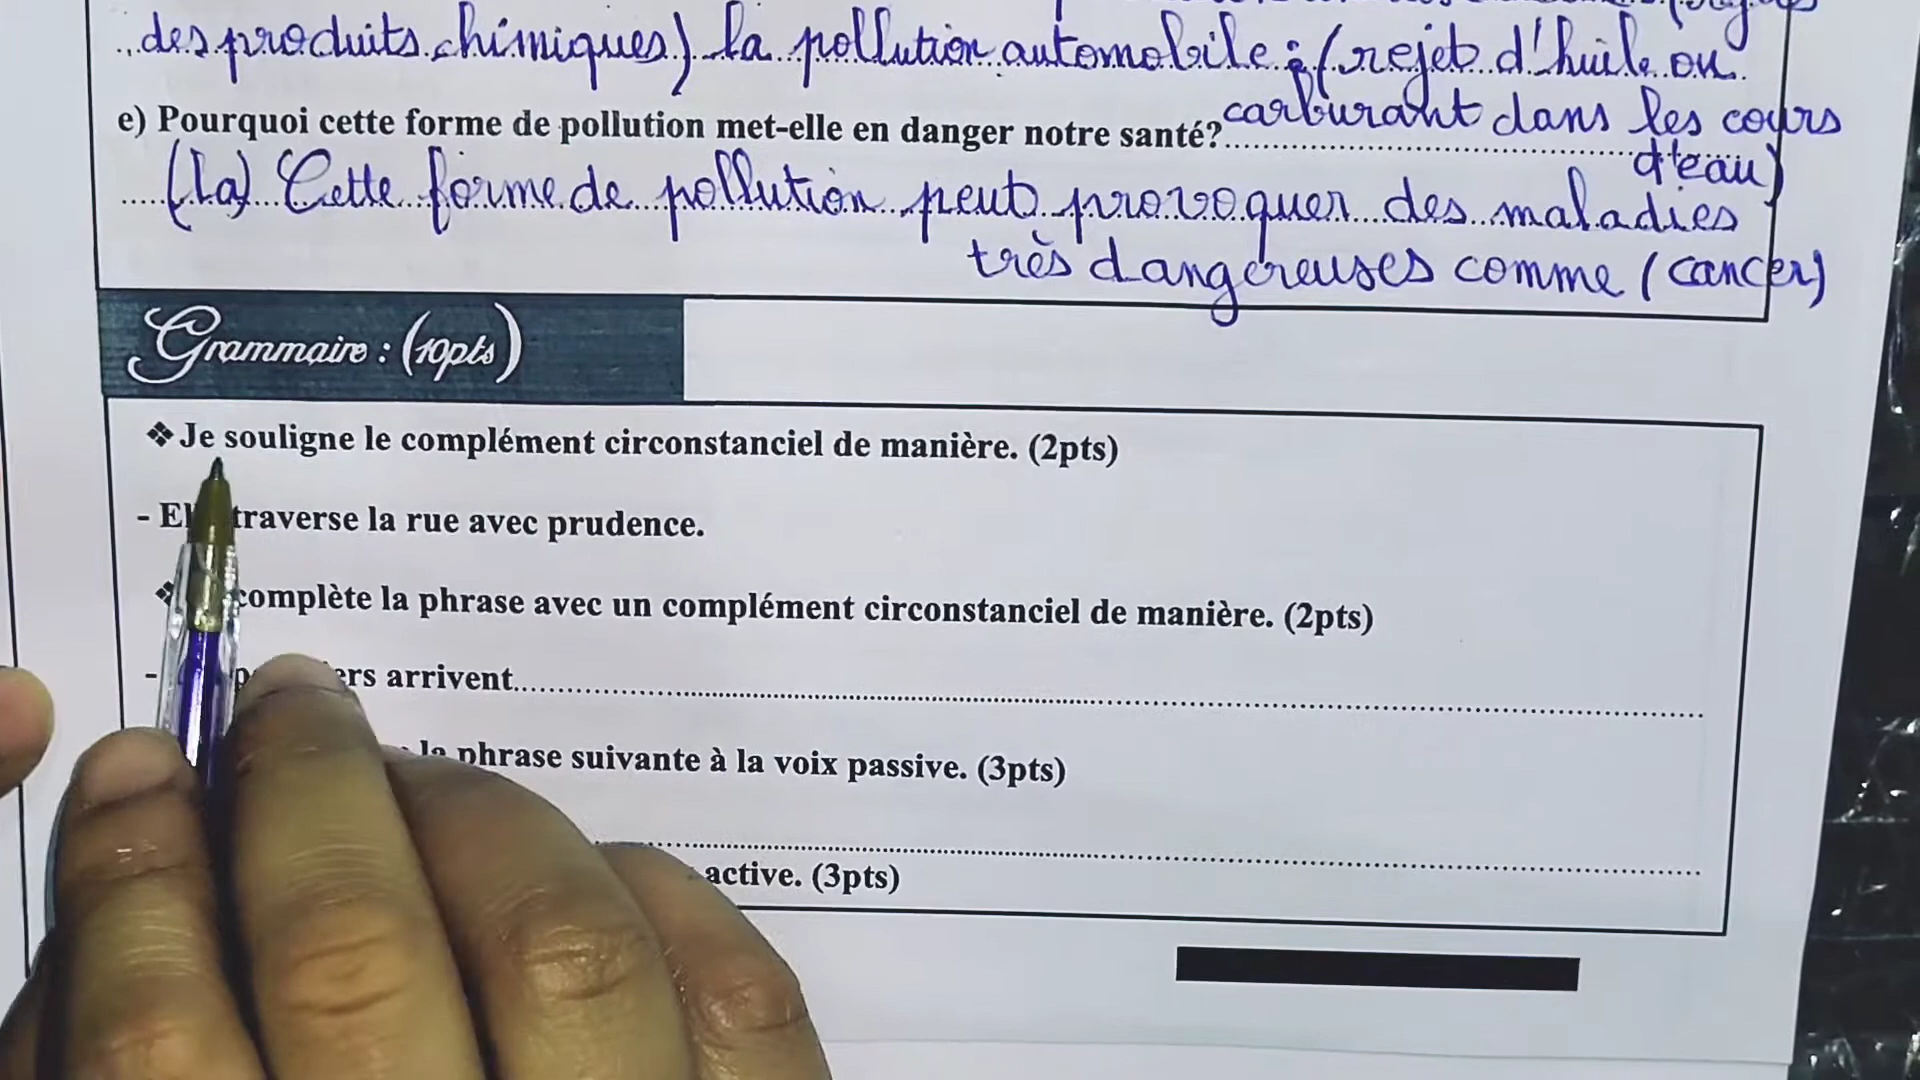 des produits chimiques) la pollution automobile : (rejet d'huile ou
carburant dans les cours
e) Pourquoi cette forme de pollution met-elle en danger notre santé?
d'eau)
(la) Cette forme de pollution peut provoquer des maladies
très dangereuses comme (cancer)
Grammaire : (10pts)
❖ Je souligne le complément circonstanciel de manière. (2pts)
- traverse la rue avec prudence.
complète la phrase avec un complément circonstanciel de manière. (2pts)
- arrivent
la phrase suivante à la voix passive. (3pts)
active. (3pts)